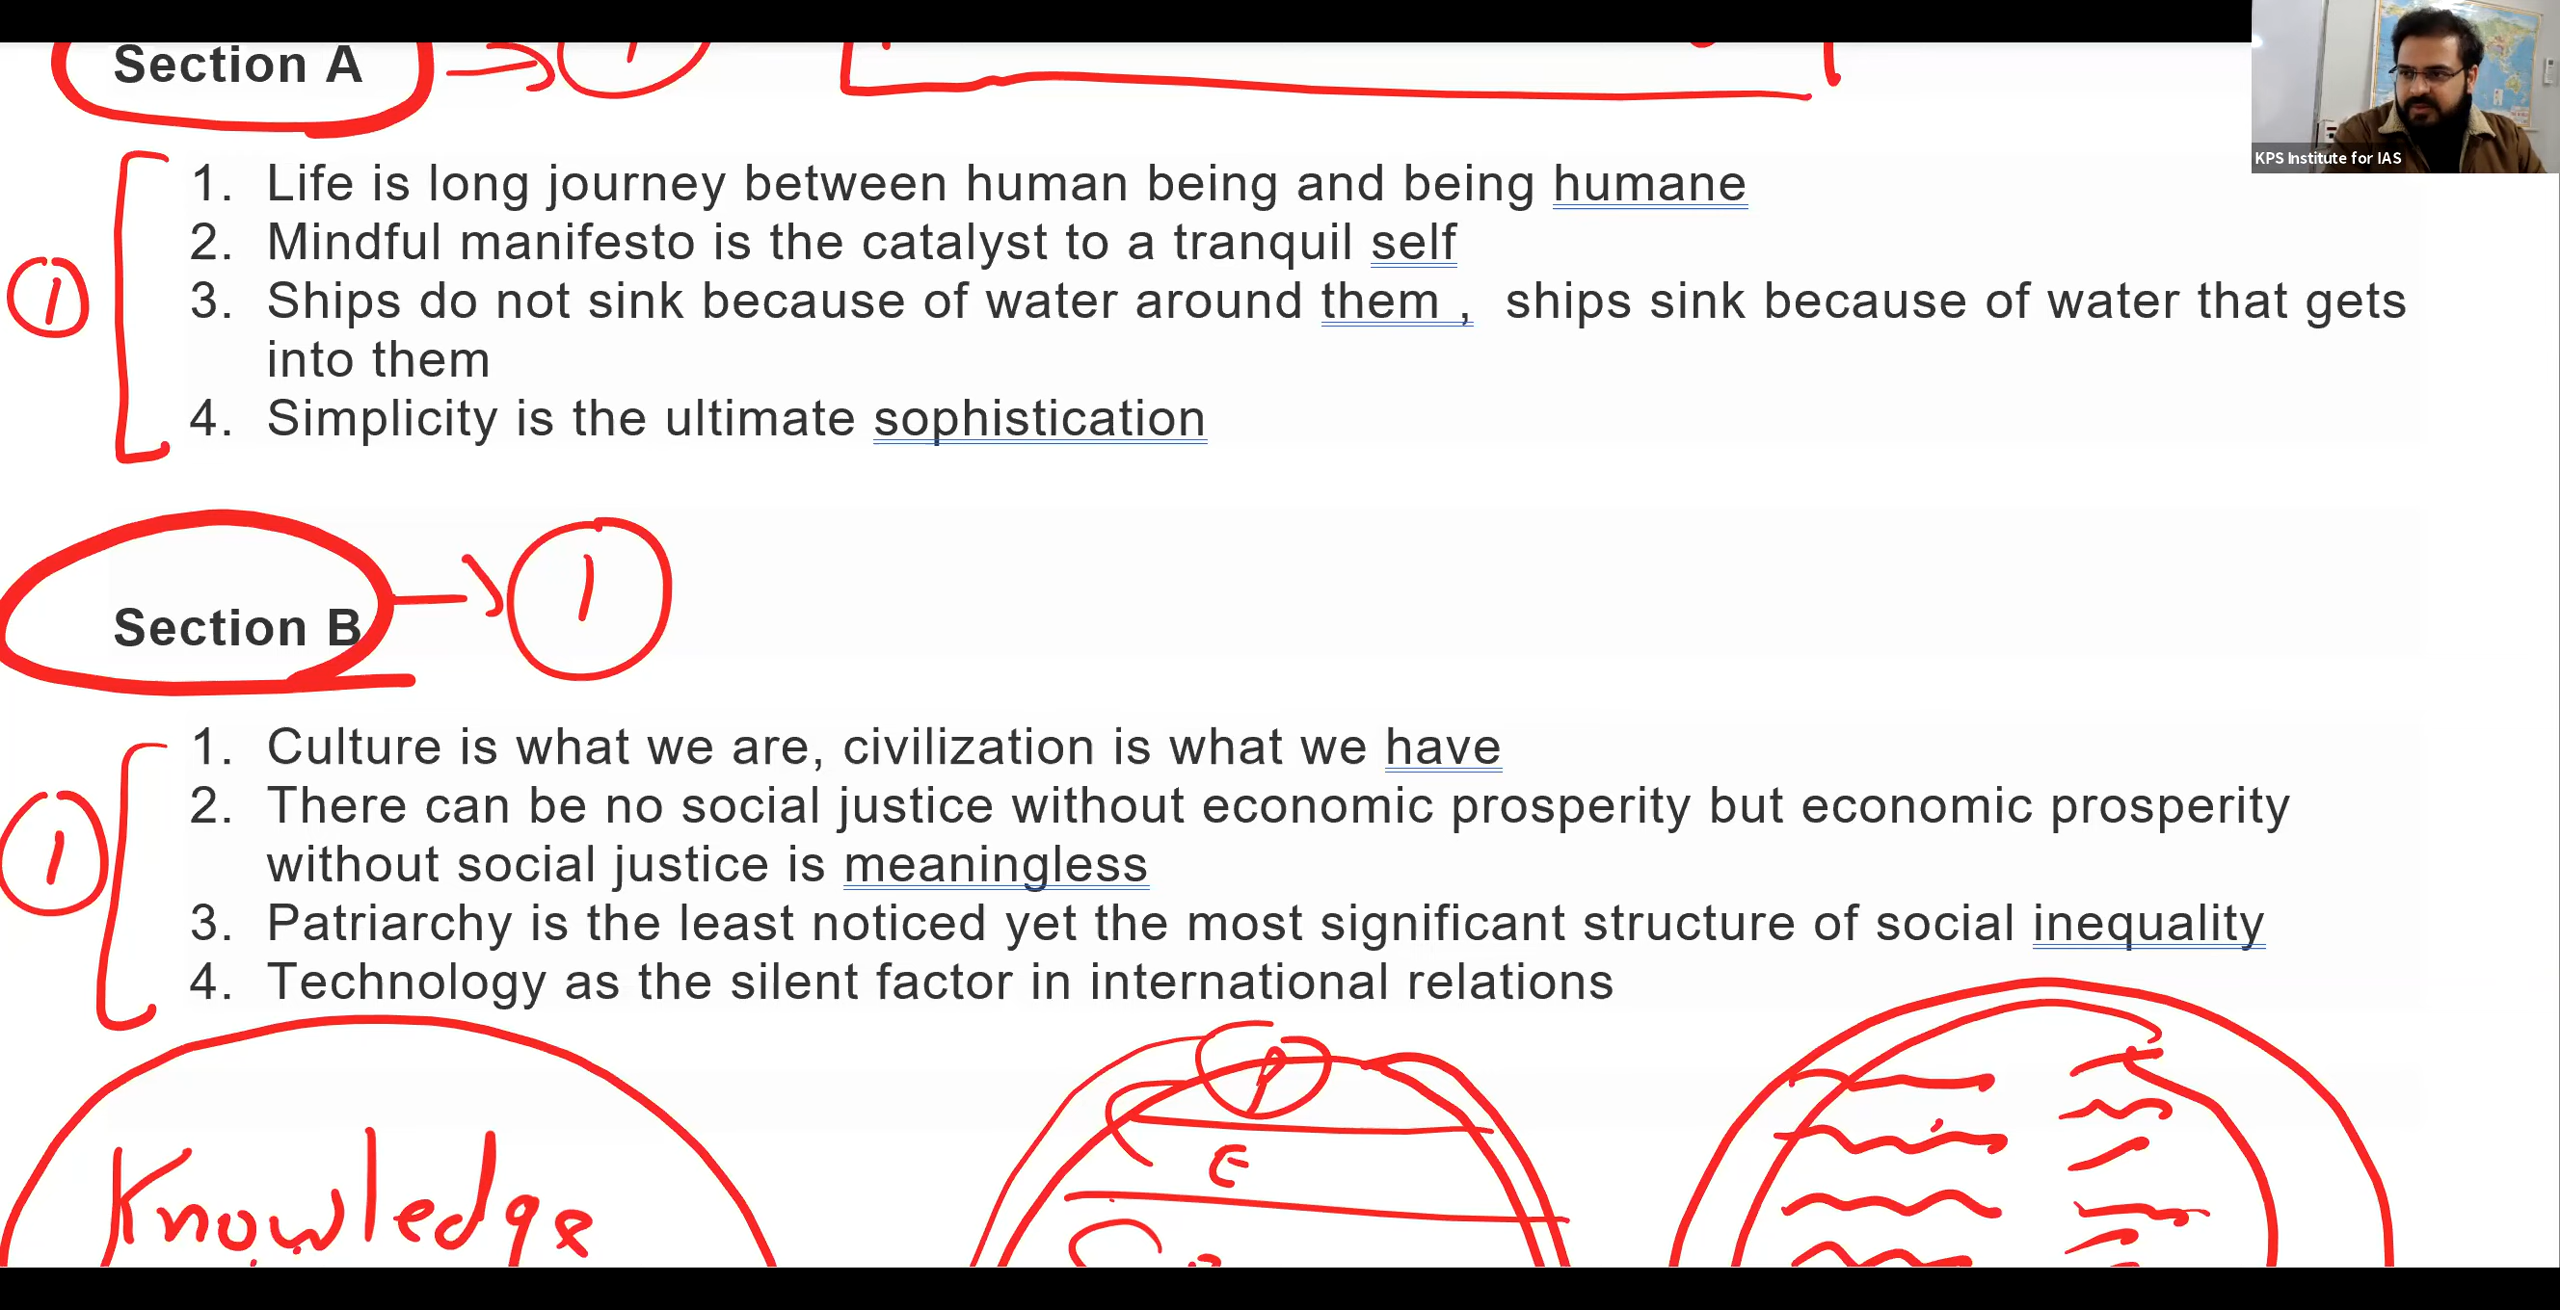 Section A
1
KPS Institute for IAS
1. Life is long journey between human being and being humane
2. Mindful manifesto is the catalyst to a tranquil self
1
3. Ships do not sink because of water around them , ships sink because of water that gets
into them
4. Simplicity is the ultimate sophistication
Section B
1
1. Culture is what we are, civilization is what we have
2. There can be no social justice without economic prosperity but economic prosperity
1
without social justice is meaningless
3. Patriarchy is the least noticed yet the most significant structure of social inequality
4. Technology as the silent factor in international relations
P
E
Knowledge